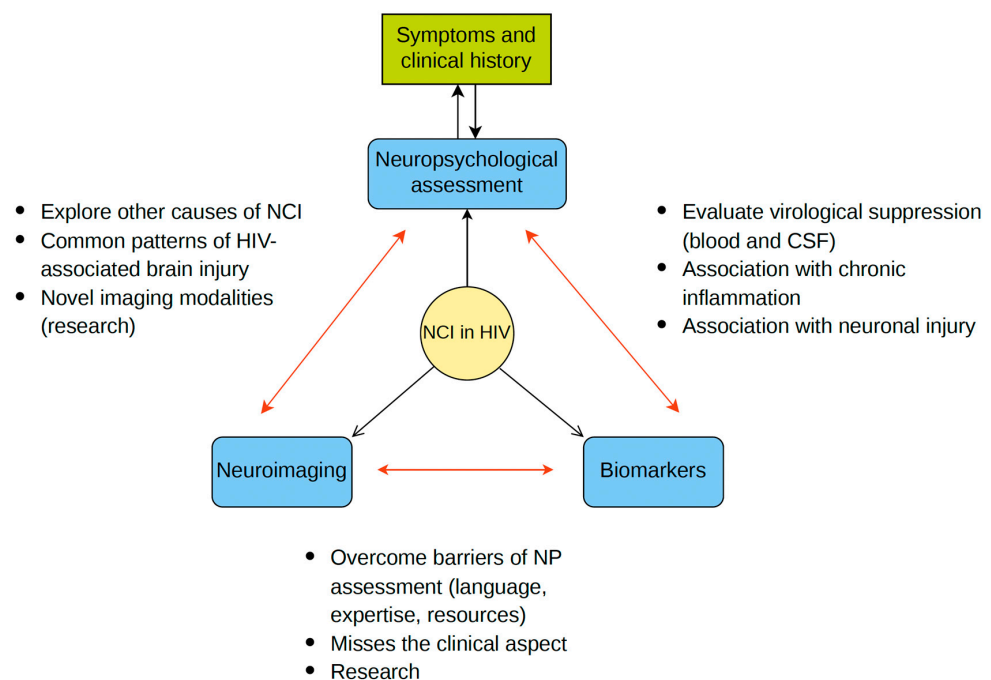 Symptoms and
clinical history
Neuropsychological
assessment
• Explore other causes of NCI
• Common patterns of HIV-
associated brain injury
• Novel imaging modalities
(research)
• Evaluate virological suppression
(blood and CSF)
• Association with chronic
inflammation
• Association with neuronal injury
NCI in HIV
Neuroimaging
Biomarkers
• Overcome barriers of NP
assessment (language,
expertise, resources)
• Misses the clinical aspect
• Research